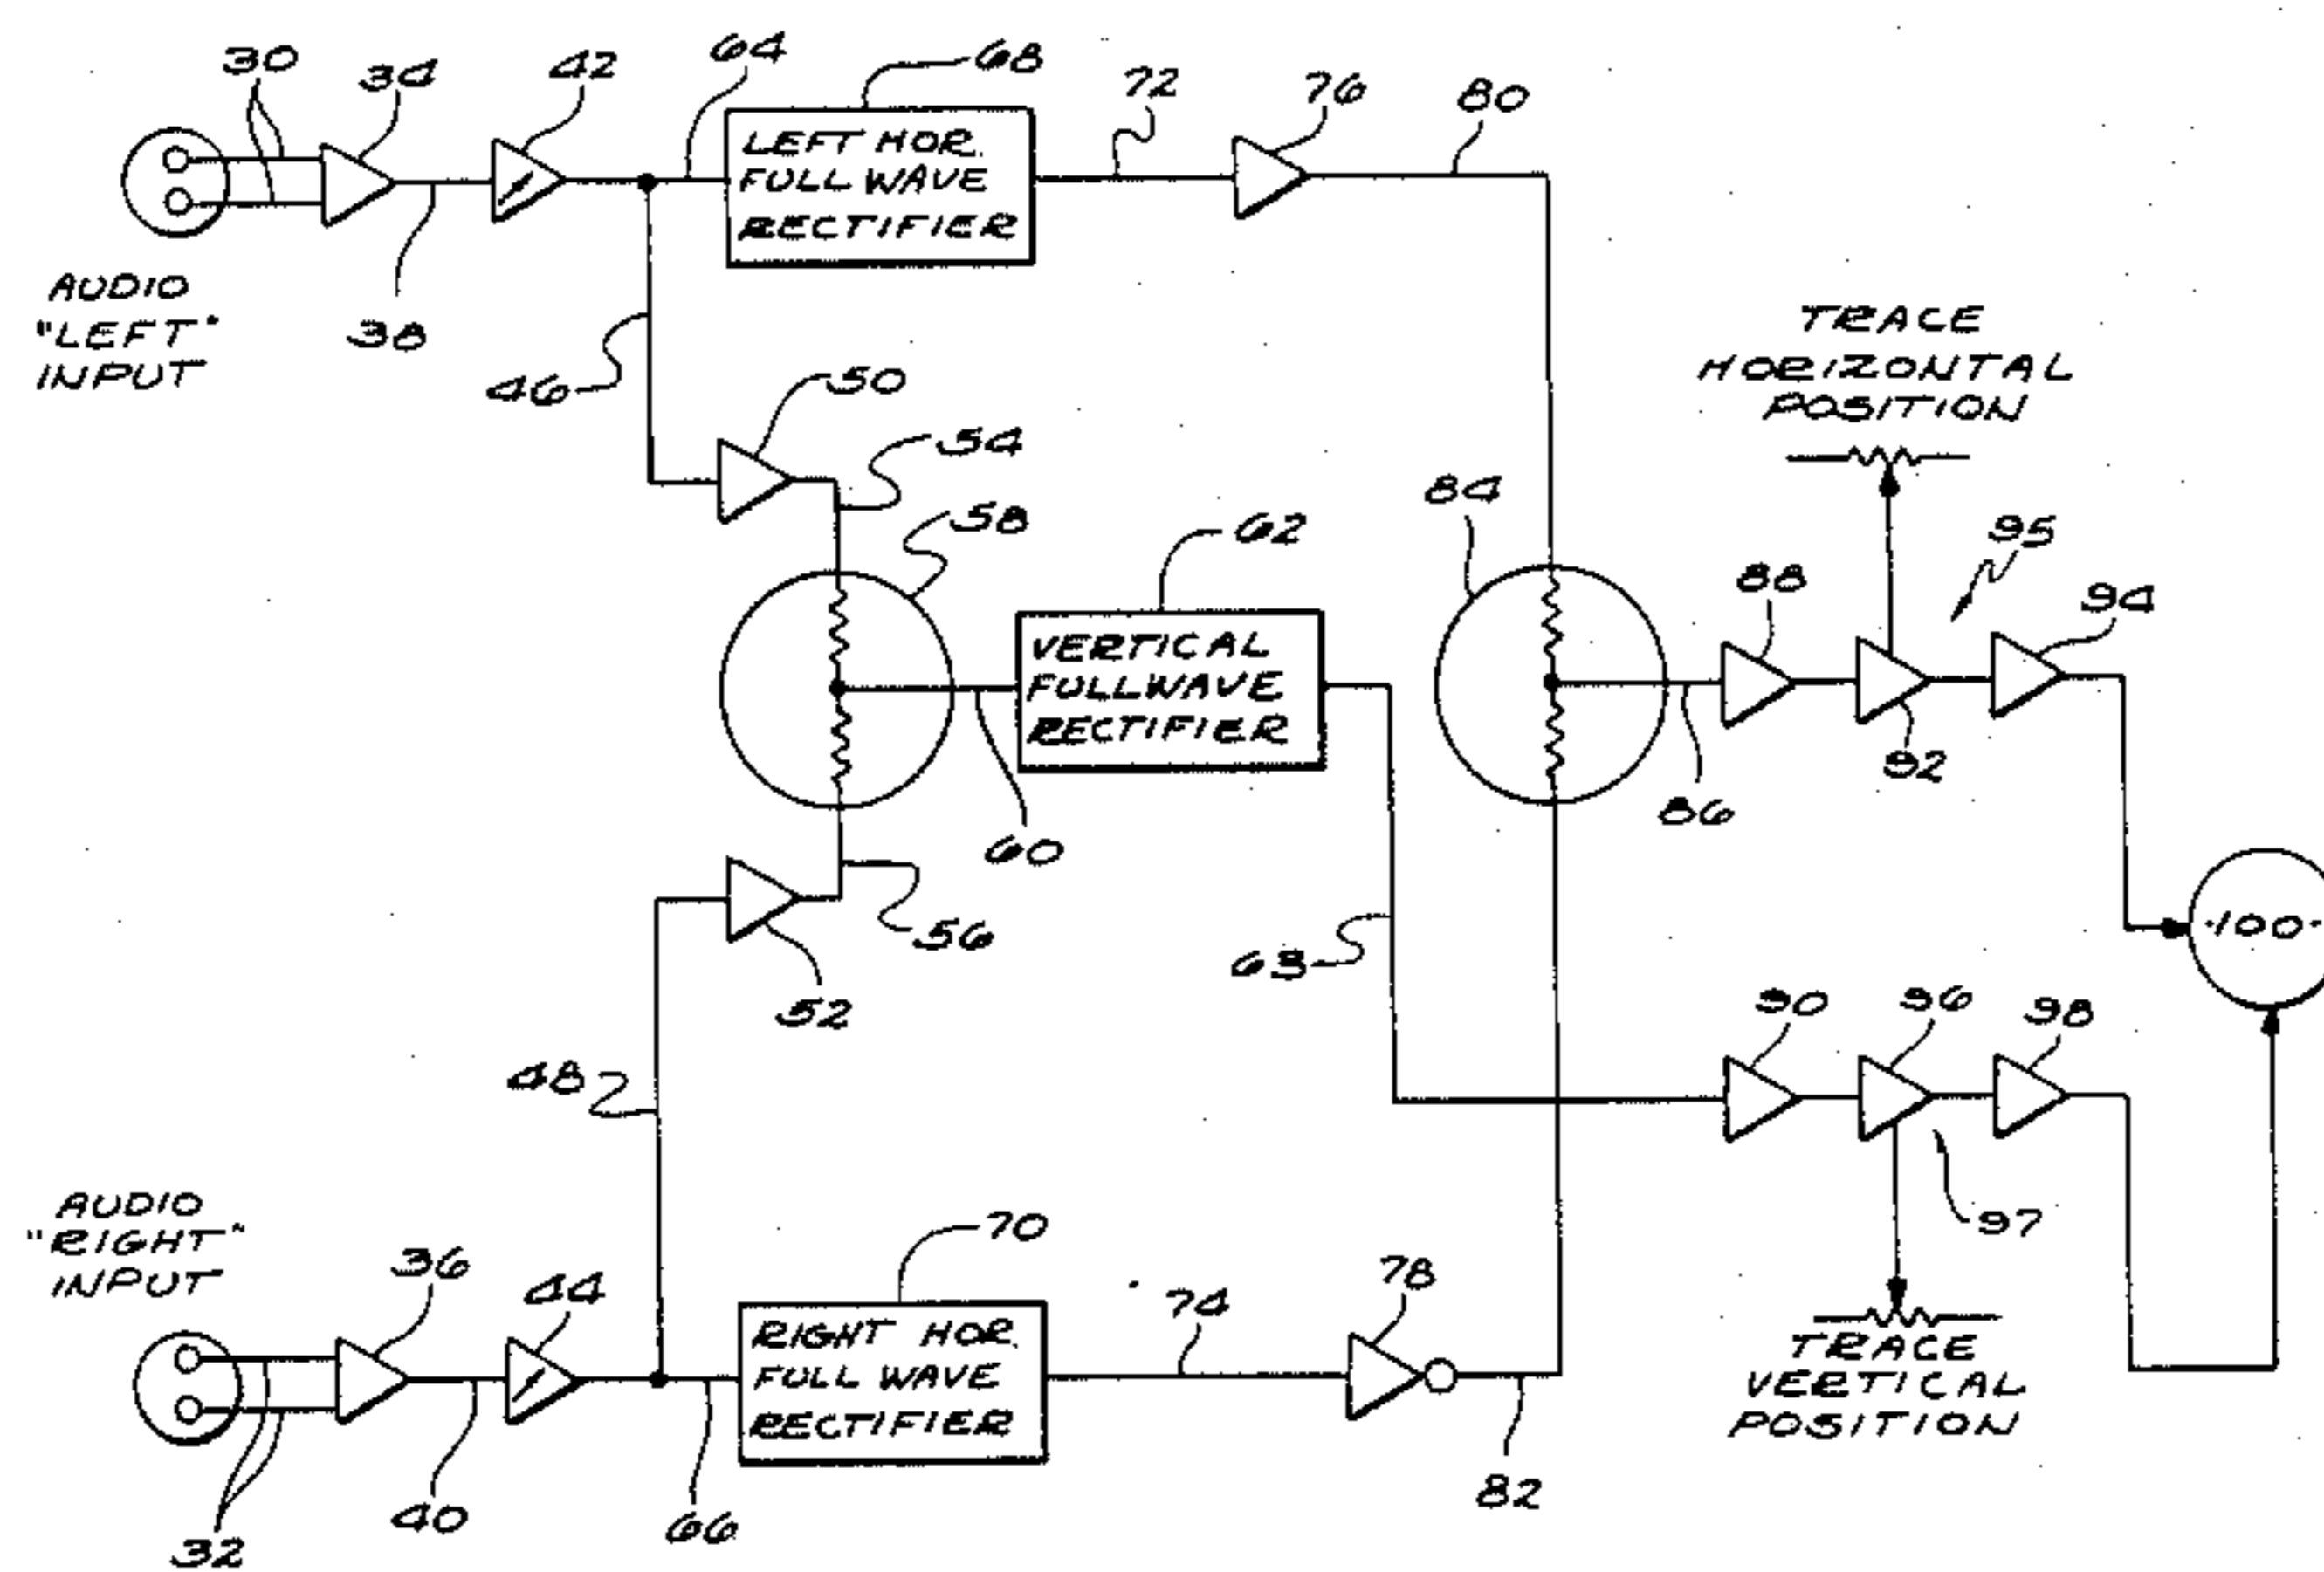 30
34
42
64
68
72
76
80
LEFT HOR.
FULL WAVE
RECTIFIER
AUDIO
"LEFT"
INPUT
38
46
50
54
58
62
84
TRACE
HORIZONTAL
POSITION
95
88
94
VERTICAL
FULLWAVE
RECTIFIER
92
86
60
56
52
63
100
90
96
98
48
97
AUDIO
"RIGHT"
INPUT
36
44
70
74
78
RIGHT HOR.
FULL WAVE
RECTIFIER
TRACE
VERTICAL
POSITION
82
40
66
32